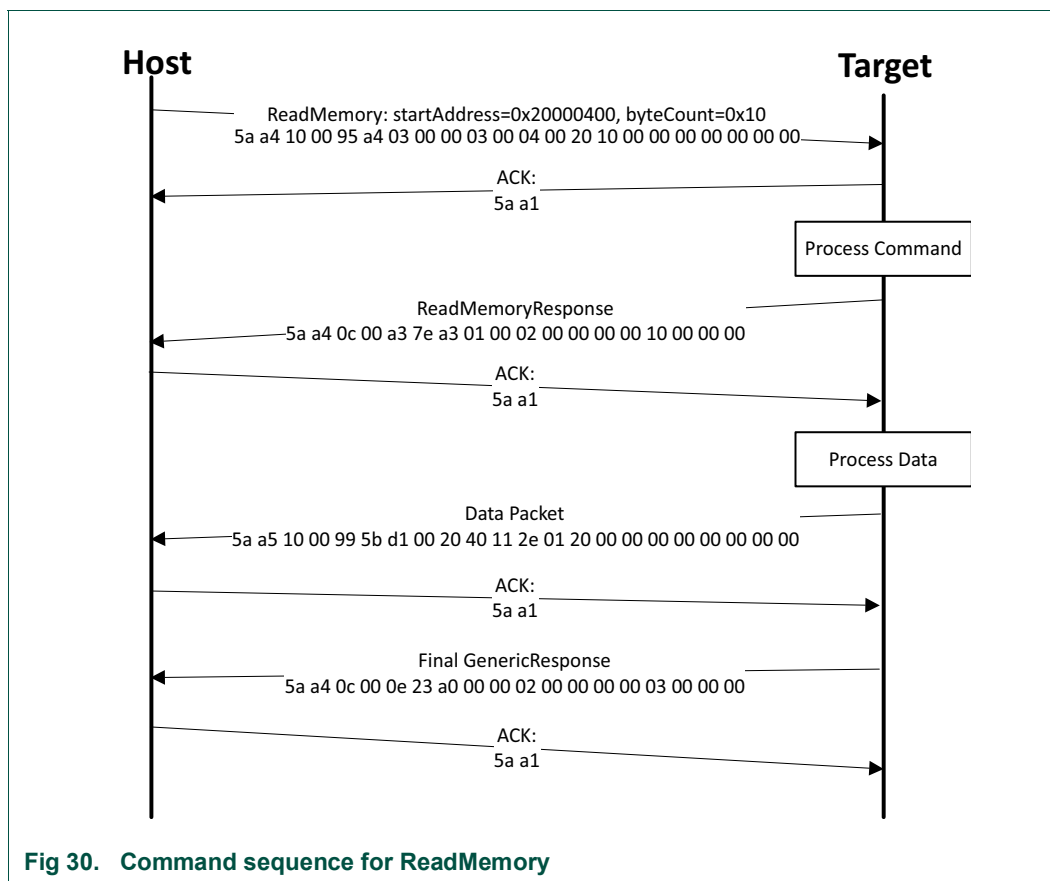 Host
Target
ReadMemory: startAddress=0x20000400, byteCount=0x10
5a a4 10 00 95 a4 03 00 00 03 00 04 00 20 10 00 00 00 00 00 00 00
ACK:
5a a1
Process Command
ReadMemoryResponse
5a a4 0c 00 a3 7e a3 01 00 02 00 00 00 00 10 00 00 00
ACK:
5a a1
Process Data
Data Packet
5a a5 10 00 99 5b d1 00 20 40 11 2e 01 20 00 00 00 00 00 00 00 00
ACK:
5a a1
Final GenericResponse
5a a4 0c 00 0e 23 a0 00 00 02 00 00 00 00 03 00 00 00
ACK:
5a a1
Fig 30. Command sequence for ReadMemory